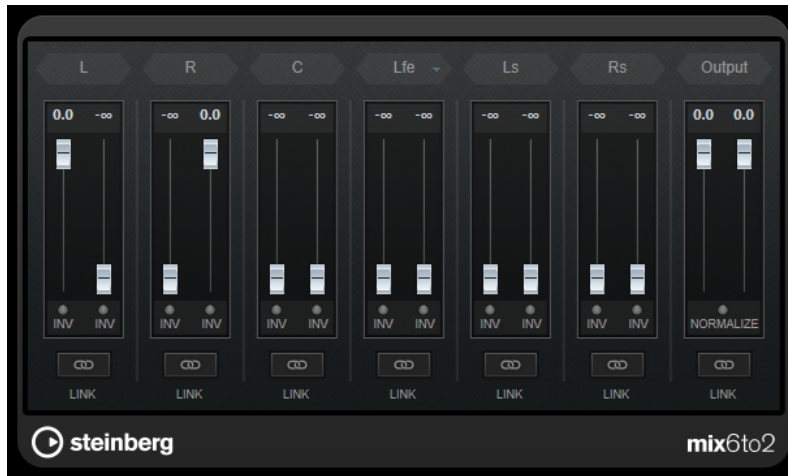 L R C Lfe Ls Rs Output
0.0 -∞ -∞ 0.0 -∞ -∞ -∞ -∞ -∞ -∞ -∞ -∞ 0.0 0.0
INV INV INV INV INV INV INV INV INV INV INV INV NORMALIZE
LINK LINK LINK LINK LINK LINK LINK
steinberg mix6to2